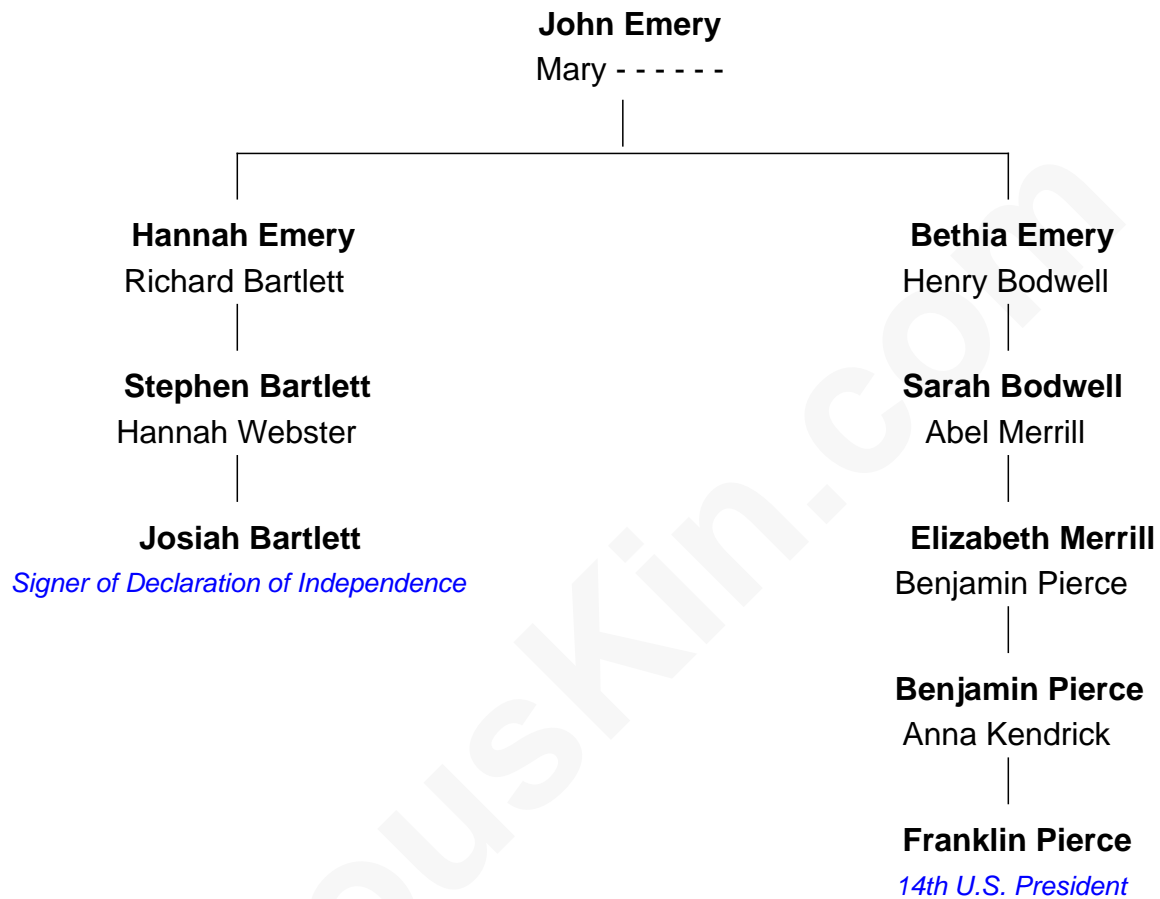 John Emery
Mary - - - - - -
Hannah Emery
Richard Bartlett
Bethia Emery
Henry Bodwell
Stephen Bartlett
Hannah Webster
Sarah Bodwell
Abel Merrill
Josiah Bartlett
Signer of Declaration of Independence
Elizabeth Merrill
Benjamin Pierce
Benjamin Pierce
Anna Kendrick
Franklin Pierce
14th U.S. President
ousKin.com